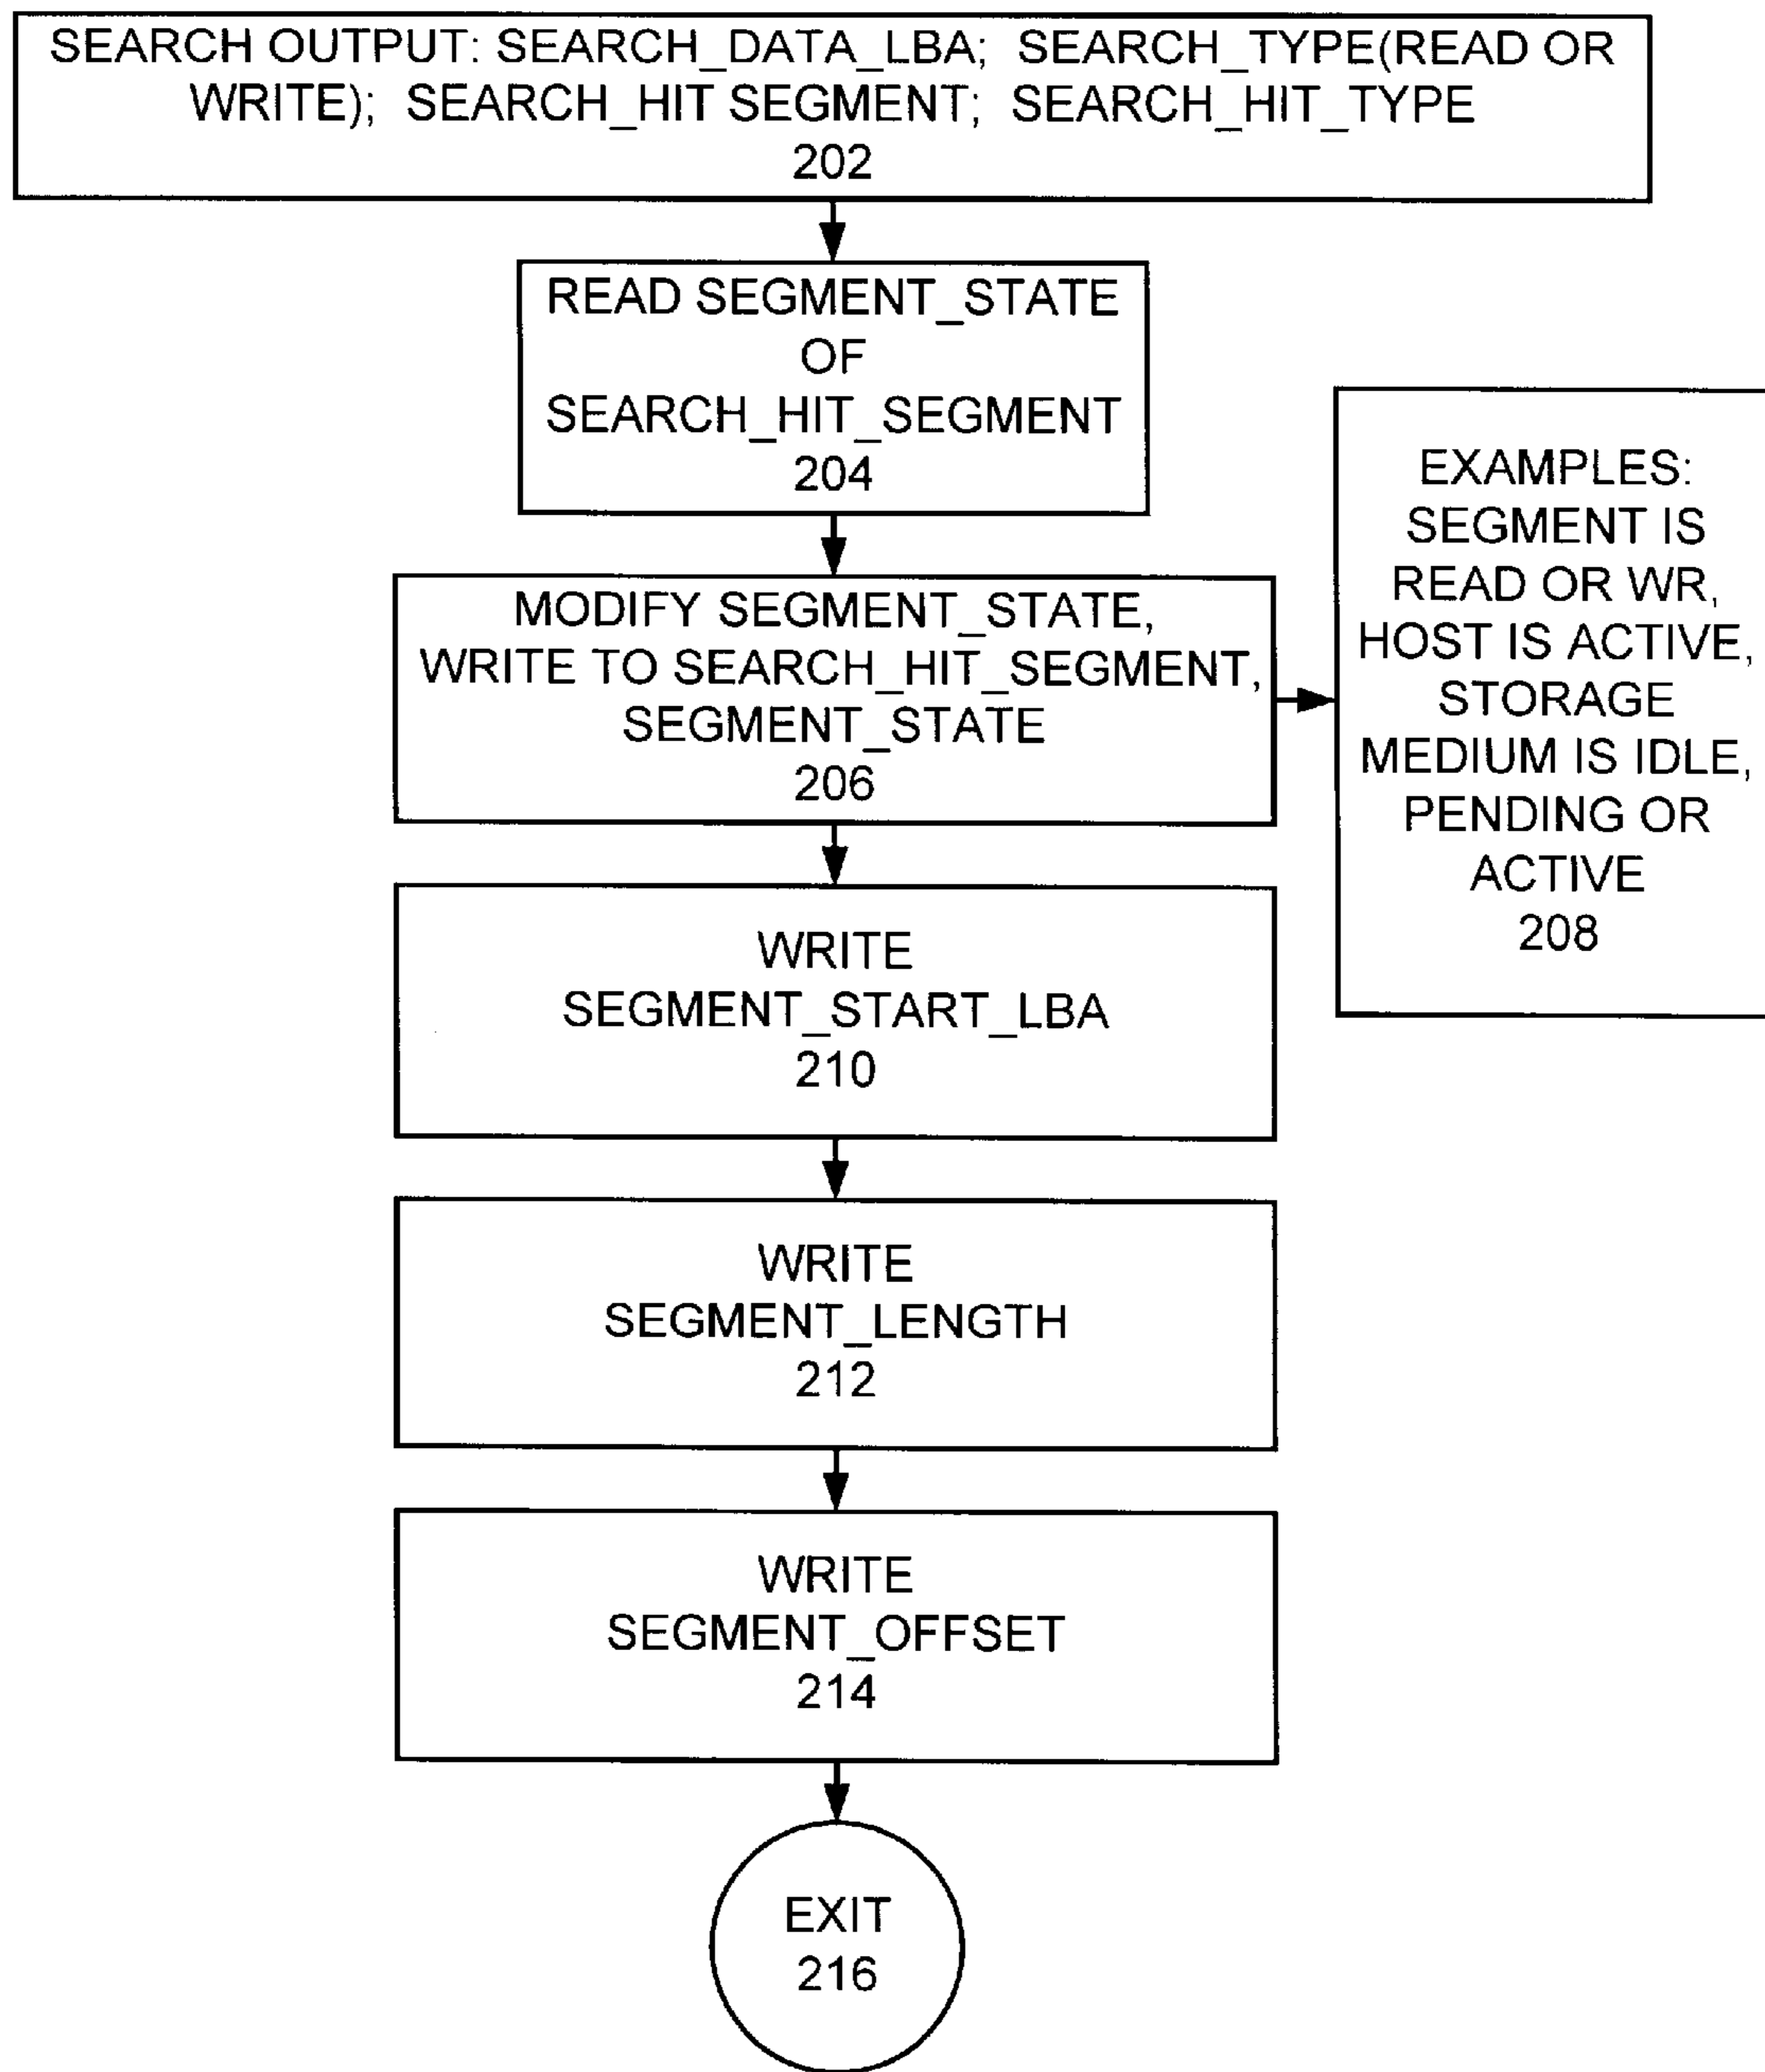 SEARCH OUTPUT: SEARCH_DATA_LBA; SEARCH_TYPE(READ OR
WRITE); SEARCH_HIT SEGMENT; SEARCH_HIT_TYPE
202
READ SEGMENT_STATE
OF
SEARCH_HIT_SEGMENT
204
MODIFY SEGMENT_STATE,
WRITE TO SEARCH_HIT_SEGMENT,
SEGMENT_STATE
206
EXAMPLES:
SEGMENT IS
READ OR WR,
HOST IS ACTIVE,
STORAGE
MEDIUM IS IDLE,
PENDING OR
ACTIVE
208
WRITE
SEGMENT_START_LBA
210
WRITE
SEGMENT_LENGTH
212
WRITE
SEGMENT_OFFSET
214
EXIT
216